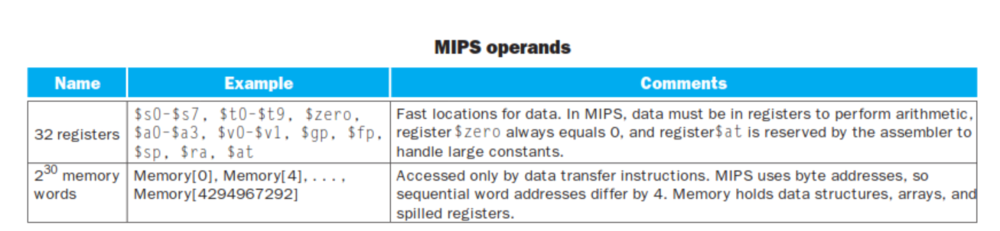 MIPS operands
Name Example Comments
32 registers
$s0-$s7, $t0-$t9, $zero,
$a0-$a3, $v0-$v1, $gp, $fp,
$sp, $ra, $at
Fast locations for data. In MIPS, data must be in registers to perform arithmetic,
register $zero always equals 0, and register$at is reserved by the assembler to
handle large constants.
2^30 memory
words
Memory[0], Memory[4], . . . ,
Memory[4294967292]
Accessed only by data transfer instructions. MIPS uses byte addresses, so
sequential word addresses differ by 4. Memory holds data structures, arrays, and
spilled registers.